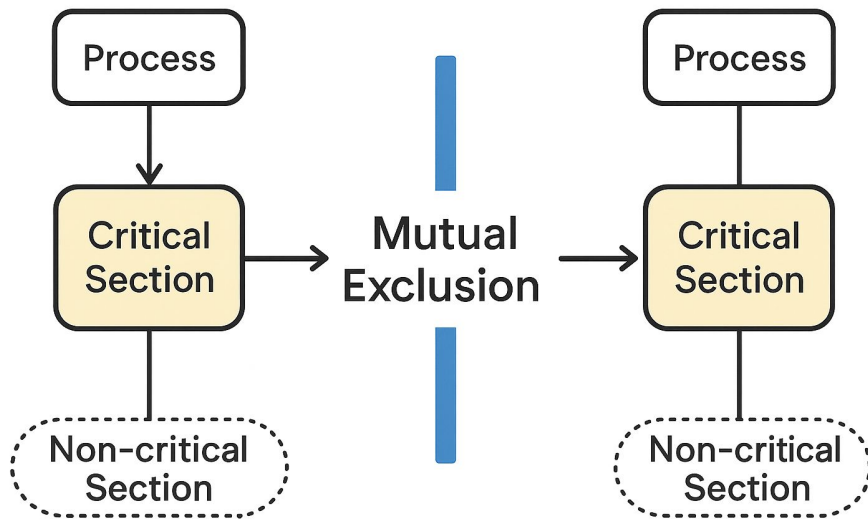 Process
Process
Critical
Section
Mutual
Exclusion
Critical
Section
Non-critical
Section
Non-critical
Section